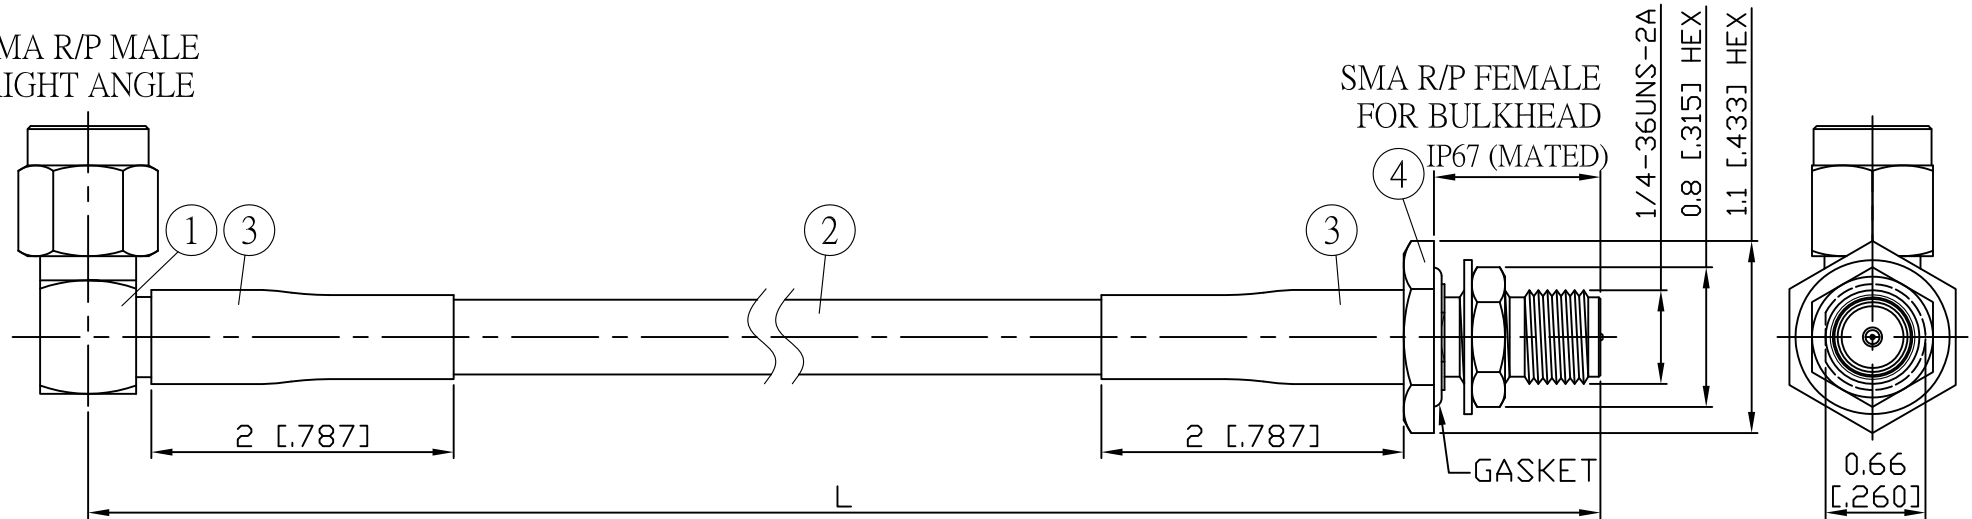 MA R/P MALE
RIGHT ANGLE
SMA R/P FEMALE
FOR BULKHEAD
IP67 (MATED)
1/4-36UNS-2A
0.8 [.315] HEX
1.1 [.433] HEX
1
3
2
3
4
2 [.787]
2 [.787]
GASKET
L
0.66
[.260]